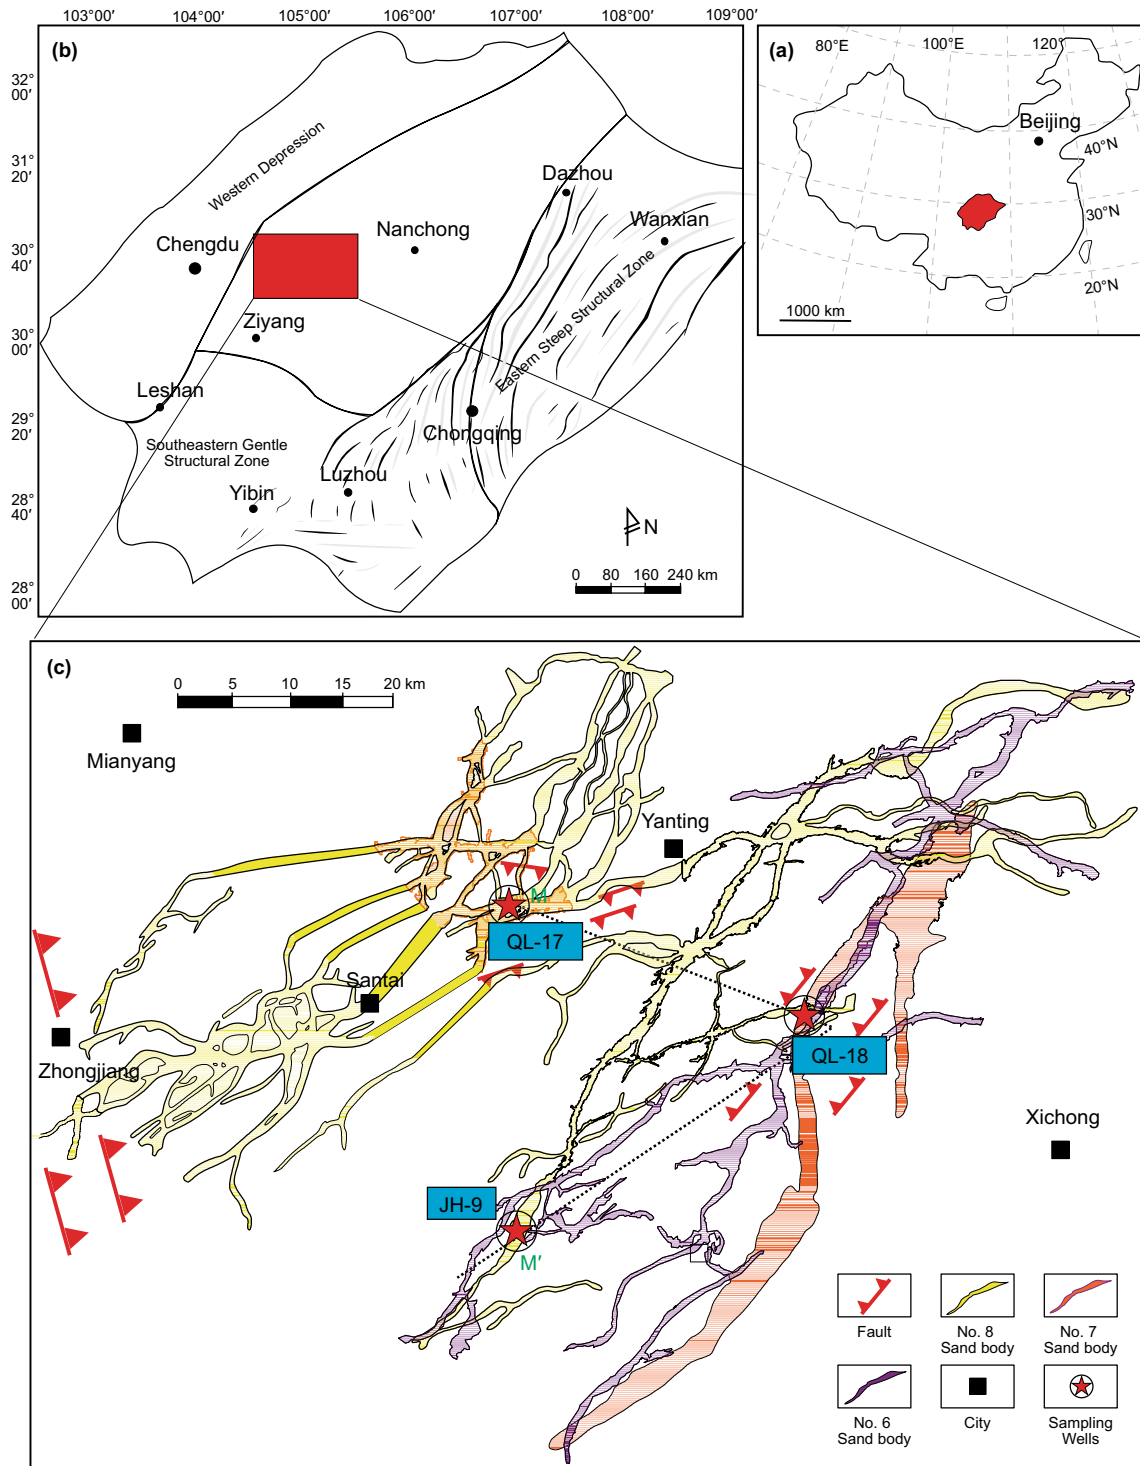 103°00′ 104°00′ 105°00′ 106°00′ 107°00′ 108°00′ 109°00′
(b)
32°
00′
31°
20′
30°
40′
30°
00′
29°
20′
28°
40′
28°
00′
Western Depression
Dazhou
Wanxian
Nanchong
Chengdu
Ziyang
Eastern Steep Structural Zone
Leshan
Chongqing
Southeastern Gentle
Structural Zone
Luzhou
Yibin
N
0 80 160 240 km
(a)
80°E 100°E 120°
Beijing
40°N
30°N
20°N
1000 km
(c)
0 5 10 15 20 km
Mianyang
Yanting
M
QL-17
Santai
QL-18
Zhongjiang
Xichong
JH-9
M′
Fault
No. 8
Sand body
No. 7
Sand body
No. 6
Sand body
City
Sampling
Wells